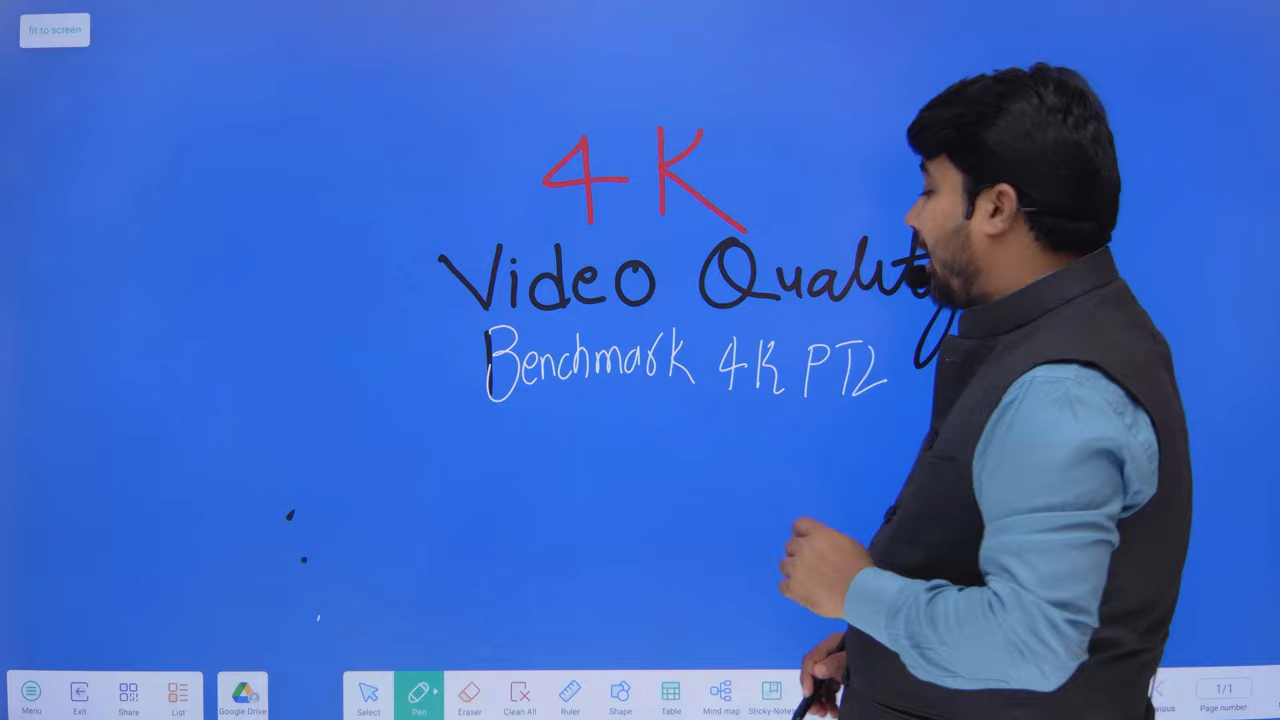 fit to screen
4K
Video Quality
Benchmark 4K PTZ
Menu Exit Share List Google Drive Select Pen Eraser Clean All Ruler Shape Table Mind map Sticky-Notes
1/1
Page number